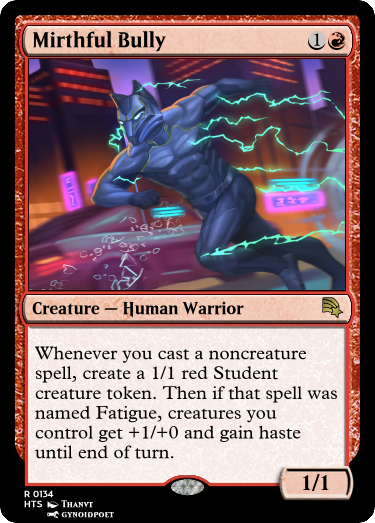 Mirthful Bully
1
Creature — Human Warrior
Whenever you cast a noncreature
spell, create a 1/1 red Student
creature token. Then if that spell was
named Fatigue, creatures you
control get +1/+0 and gain haste
until end of turn.
1/1
R 0134
HTS Thanvt
gynoidpoet